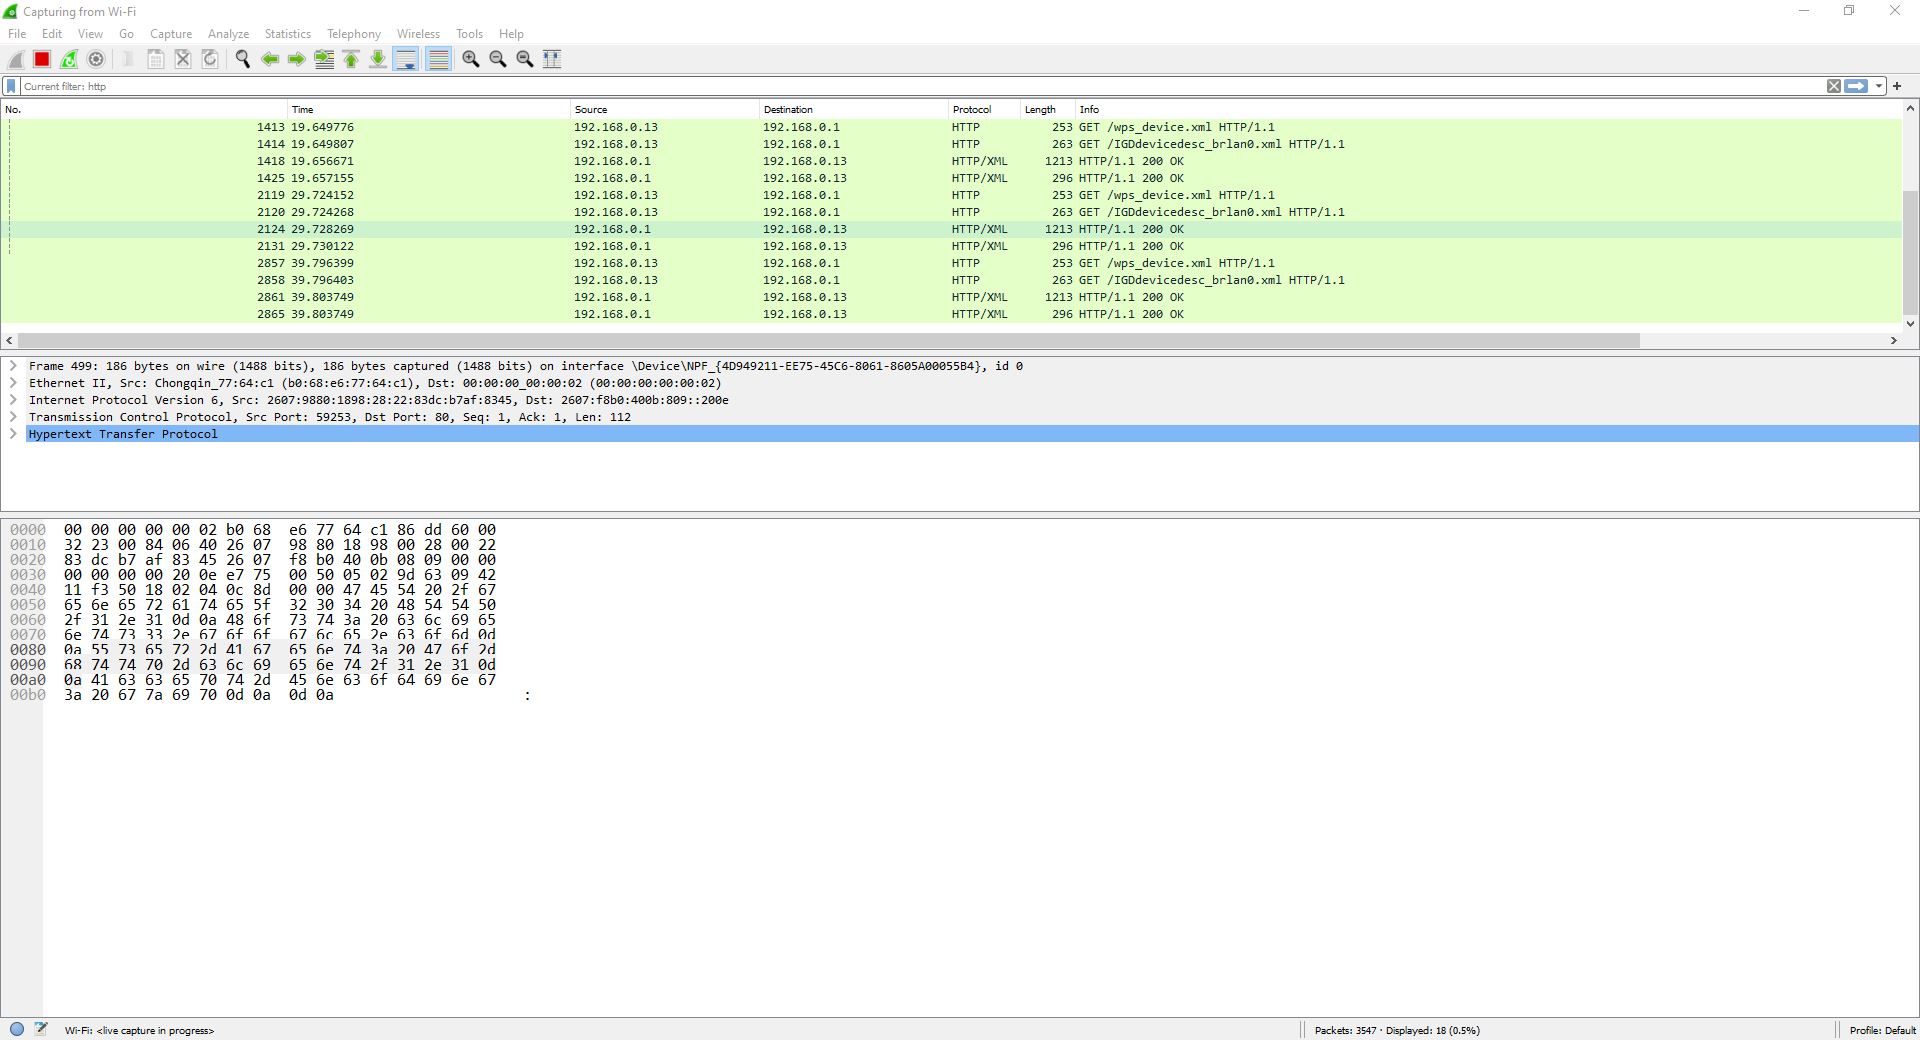 Capturing from Wi-Fi
File Edit View Go Capture Analyze Statistics Telephony Wireless Tools Help
Current filter: http
No. Time Source Destination Protocol Length Info
1413 19.649776 192.168.0.13 192.168.0.1 HTTP 253 GET /wps_device.xml HTTP/1.1
1414 19.649807 192.168.0.13 192.168.0.1 HTTP 263 GET /IGDdevicedesc_brlan0.xml HTTP/1.1
1418 19.656671 192.168.0.1 192.168.0.13 HTTP/XML 1213 HTTP/1.1 200 OK
1425 19.657155 192.168.0.1 192.168.0.13 HTTP/XML 296 HTTP/1.1 200 OK
2119 29.724152 192.168.0.13 192.168.0.1 HTTP 253 GET /wps_device.xml HTTP/1.1
2120 29.724268 192.168.0.13 192.168.0.1 HTTP 263 GET /IGDdevicedesc_brlan0.xml HTTP/1.1
2124 29.728269 192.168.0.1 192.168.0.13 HTTP/XML 1213 HTTP/1.1 200 OK
2131 29.730122 192.168.0.1 192.168.0.13 HTTP/XML 296 HTTP/1.1 200 OK
2857 39.796399 192.168.0.13 192.168.0.1 HTTP 253 GET /wps_device.xml HTTP/1.1
2858 39.796403 192.168.0.13 192.168.0.1 HTTP 263 GET /IGDdevicedesc_brlan0.xml HTTP/1.1
2861 39.803749 192.168.0.1 192.168.0.13 HTTP/XML 1213 HTTP/1.1 200 OK
2865 39.803749 192.168.0.1 192.168.0.13 HTTP/XML 296 HTTP/1.1 200 OK
Frame 499: 186 bytes on wire (1488 bits), 186 bytes captured (1488 bits) on interface \Device\NPF_{4D949211-EE75-45C6-8061-8605A00055B4}, id 0
Ethernet II, Src: Chongqin_77:64:c1 (b0:68:e6:77:64:c1), Dst: 00:00:00_00:00:02 (00:00:00:00:00:02)
Internet Protocol Version 6, Src: 2607:9880:1898:28:22:83dc:b7af:8345, Dst: 2607:f8b0:400b:809::200e
Transmission Control Protocol, Src Port: 59253, Dst Port: 80, Seq: 1, Ack: 1, Len: 112
Hypertext Transfer Protocol
0000 00 00 00 00 00 02 b0 68 e6 77 64 c1 86 dd 60 00
0010 32 23 00 84 06 40 26 07 98 80 18 98 00 28 00 22
0020 83 dc b7 af 83 45 26 07 f8 b0 40 0b 08 09 00 00
0030 00 00 00 00 20 0e e7 75 00 50 05 02 9d 63 09 42
0040 11 f3 50 18 02 04 0c 8d 00 00 47 45 54 20 2f 67
0050 65 6e 65 72 61 74 65 5f 32 30 34 20 48 54 54 50
0060 2f 31 2e 31 0d 0a 48 6f 73 74 3a 20 63 6c 69 65
0070 6e 74 73 33 2e 67 6f 6f 67 6c 65 2e 63 6f 6d 0d
0080 0a 55 73 65 72 2d 41 67 65 6e 74 3a 20 47 6f 2d
0090 68 74 74 70 2d 63 6c 69 65 6e 74 2f 31 2e 31 0d
00a0 0a 41 63 63 65 70 74 2d 45 6e 63 6f 64 69 6e 67
00b0 3a 20 67 7a 69 70 0d 0a 0d 0a :
Wi-Fi: <live capture in progress> Packets: 3547 · Displayed: 18 (0.5%) Profile: Default